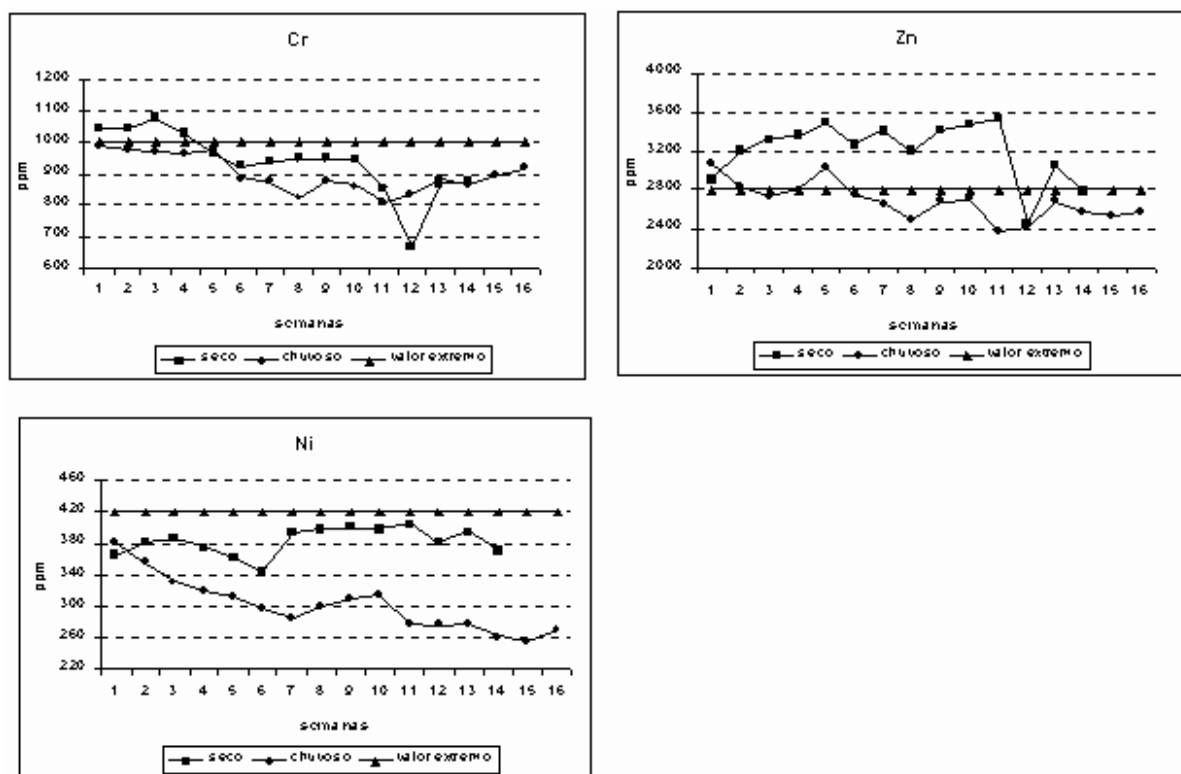 Cr
1200
1100
1000
900
800
700
600
ppm
1 2 3 4 5 6 7 8 9 10 11 12 13 14 15 16
semanas
seco chuvoso valor extremo
Zn
4000
3600
3200
2800
2400
2000
ppm
1 2 3 4 5 6 7 8 9 10 11 12 13 14 15 16
semanas
seco chuvoso valor extremo
Ni
460
420
380
340
300
260
220
ppm
1 2 3 4 5 6 7 8 9 10 11 12 13 14 15 16
semanas
seco chuvoso valor extremo